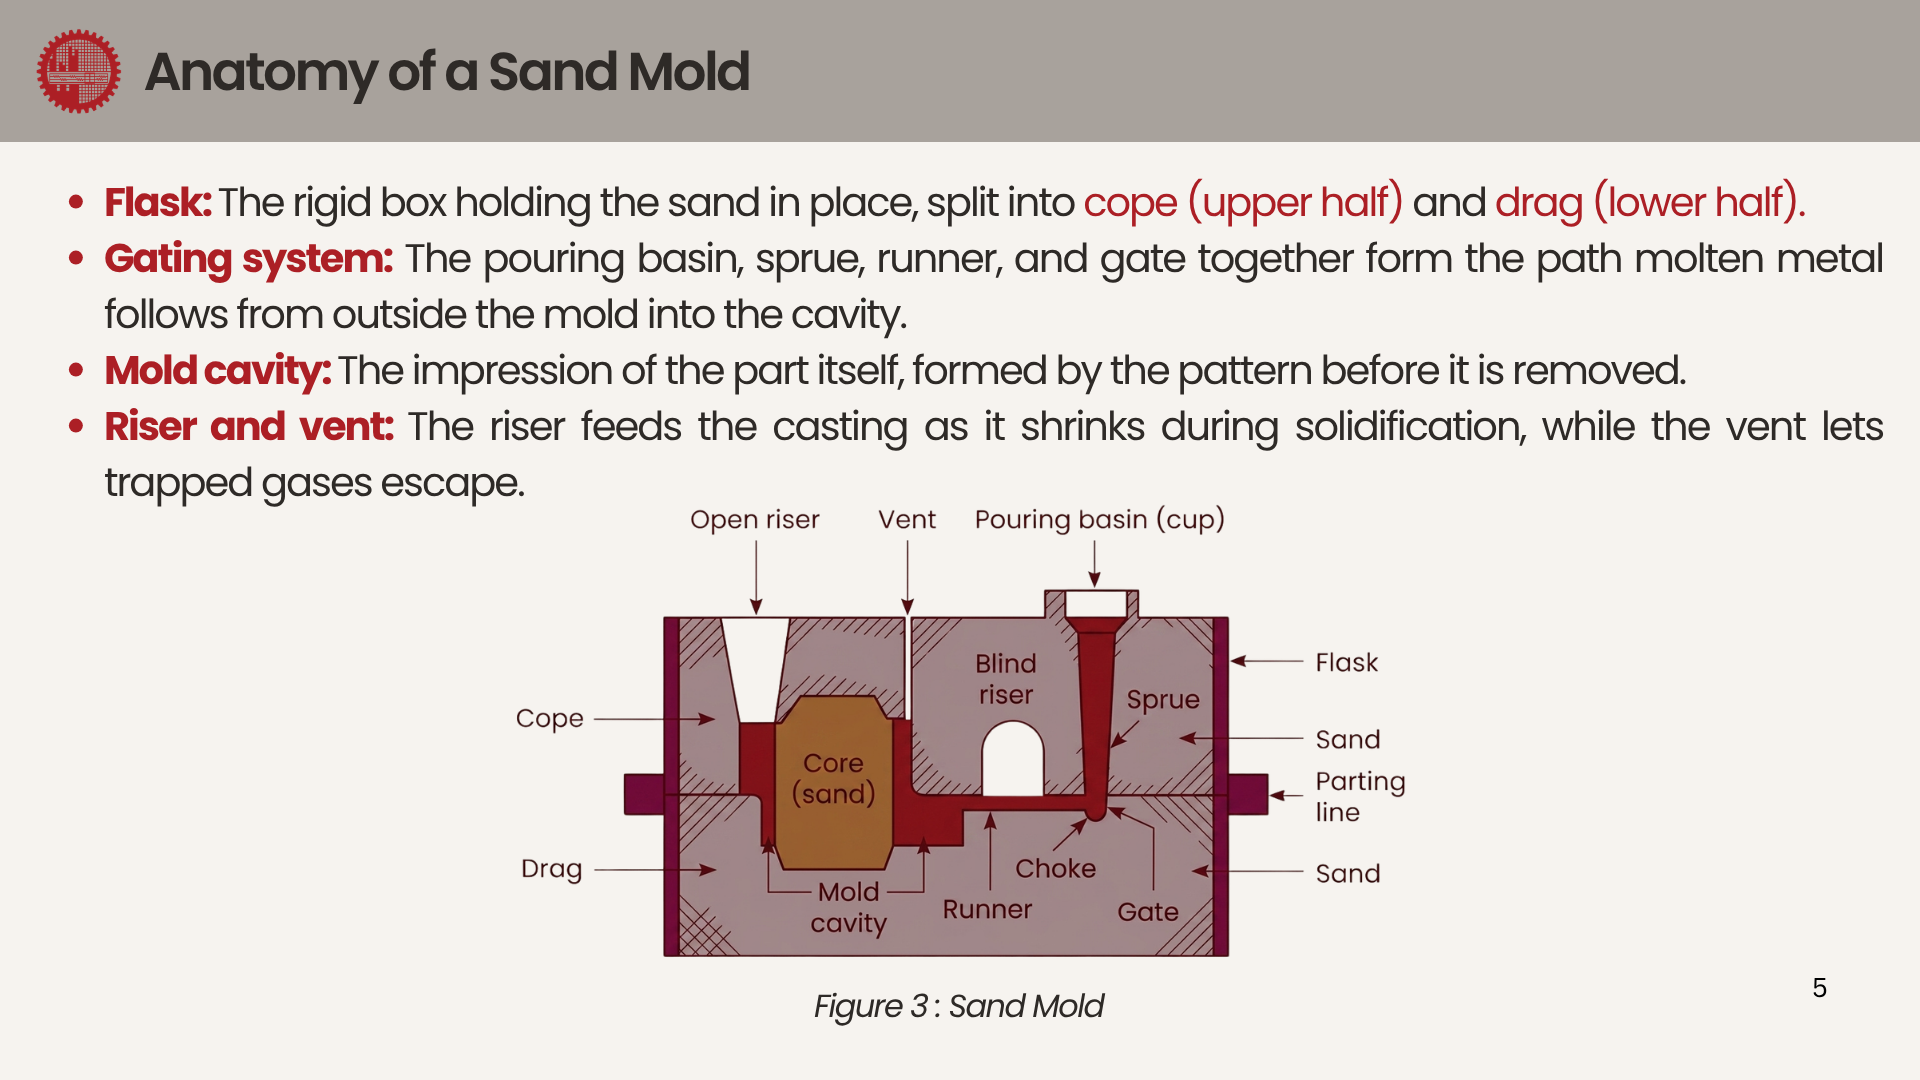 Anatomy of a Sand Mold
• Flask: The rigid box holding the sand in place, split into cope (upper half) and drag (lower half).
• Gating system: The pouring basin, sprue, runner, and gate together form the path molten metal
follows from outside the mold into the cavity.
• Mold cavity: The impression of the part itself, formed by the pattern before it is removed.
• Riser and vent: The riser feeds the casting as it shrinks during solidification, while the vent lets
trapped gases escape.
Open riser
Vent
Pouring basin (cup)
Blind
riser
Flask
Sprue
Cope
Sand
Core
(sand)
Parting
line
Drag
Choke
Sand
Mold
cavity
Runner
Gate
Figure 3 : Sand Mold
5